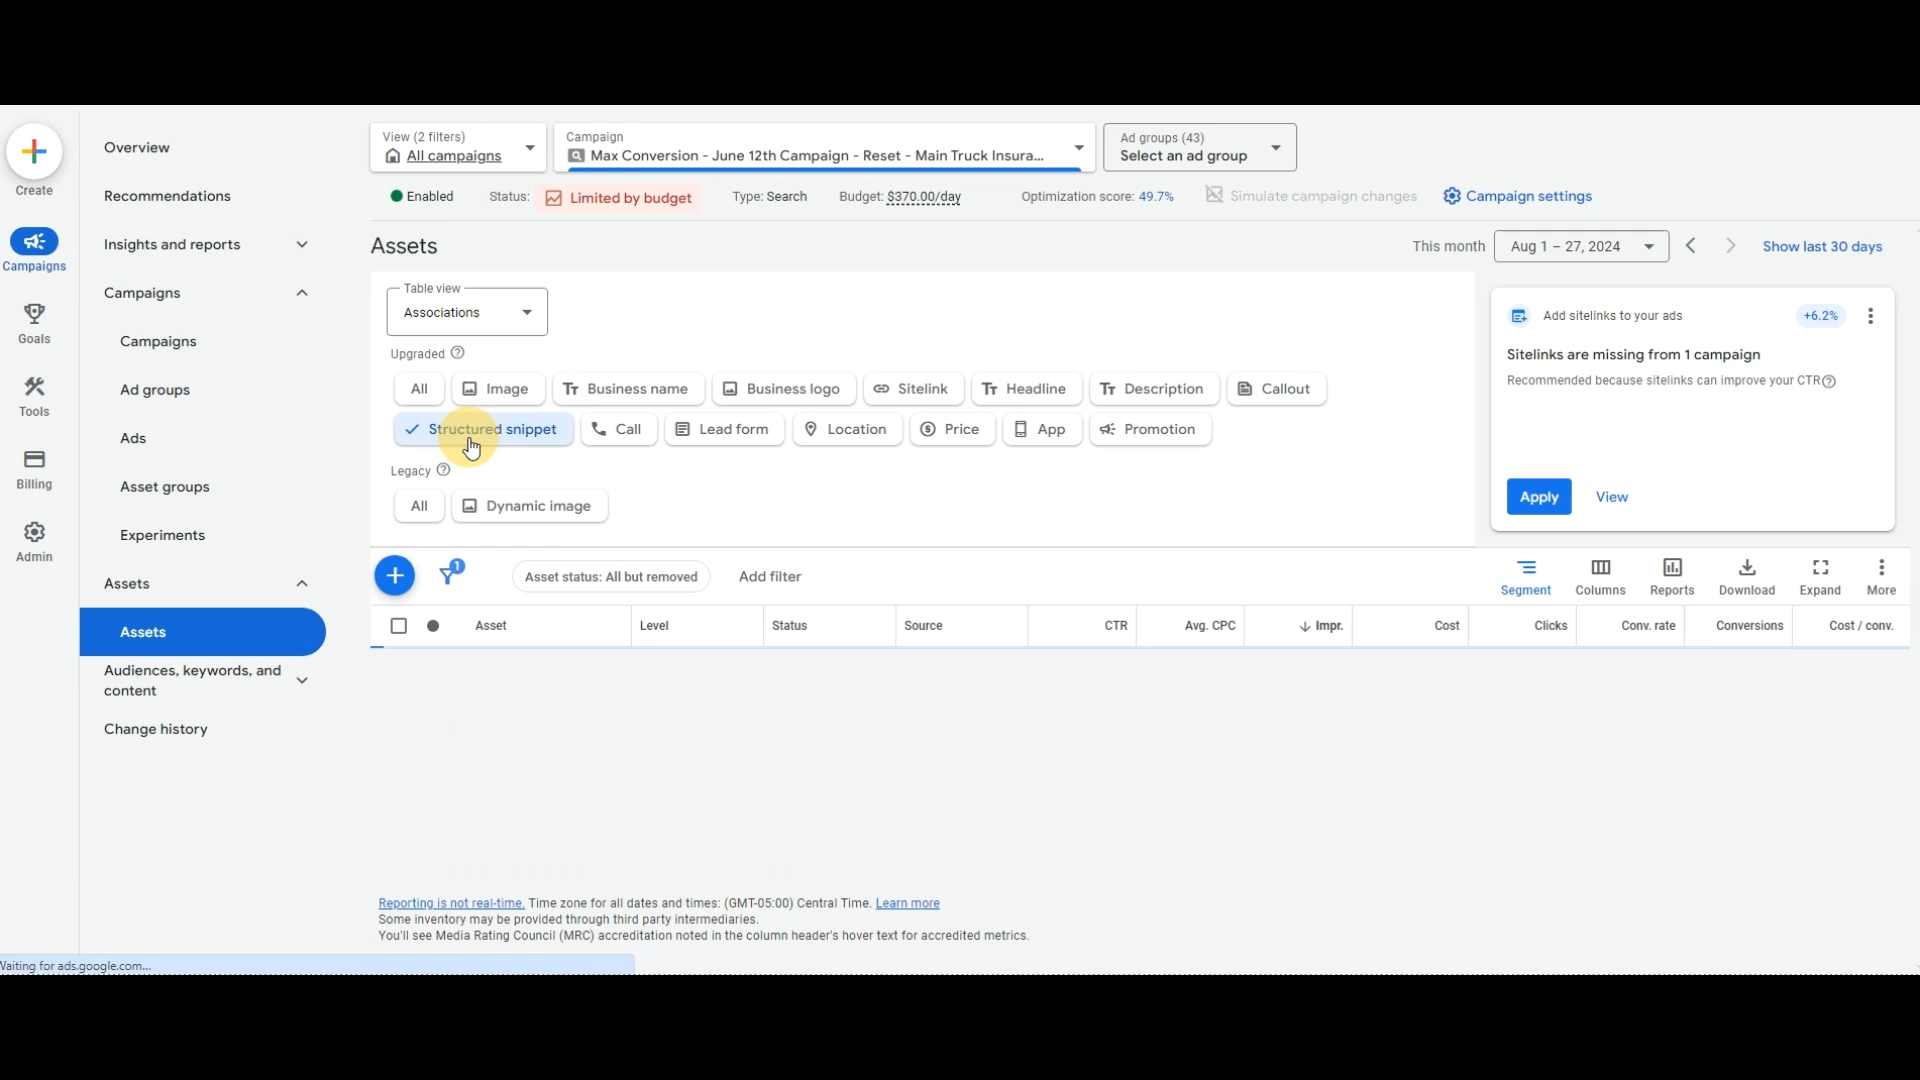 Create
Campaigns
Goals
Tools
Billing
Admin
Overview
Recommendations
Insights and reports
Campaigns
Campaigns
Ad groups
Ads
Asset groups
Experiments
Assets
Assets
Audiences, keywords, and
content
Change history
View (2 filters)
All campaigns
Campaign
Max Conversion - June 12th Campaign - Reset - Main Truck Insura...
Ad groups (43)
Select an ad group
Enabled Status: Limited by budget Type: Search Budget: $370.00/day Optimization score: 49.7% Simulate campaign changes Campaign settings
Assets
This month Aug 1 – 27, 2024 Show last 30 days
Table view
Associations
Upgraded
All Image Business name Business logo Sitelink Headline Description Callout
Structured snippet Call Lead form Location Price App Promotion
Legacy
All Dynamic image
Add sitelinks to your ads +6.2%
Sitelinks are missing from 1 campaign
Recommended because sitelinks can improve your CTR
Apply View
1
Asset status: All but removed Add filter
Segment Columns Reports Download Expand More
Asset Level Status Source CTR Avg. CPC Impr. Cost Clicks Conv. rate Conversions Cost / conv.
Reporting is not real-time. Time zone for all dates and times: (GMT-05:00) Central Time. Learn more
Some inventory may be provided through third party intermediaries.
You'll see Media Rating Council (MRC) accreditation noted in the column header's hover text for accredited metrics.
Waiting for ads.google.com...